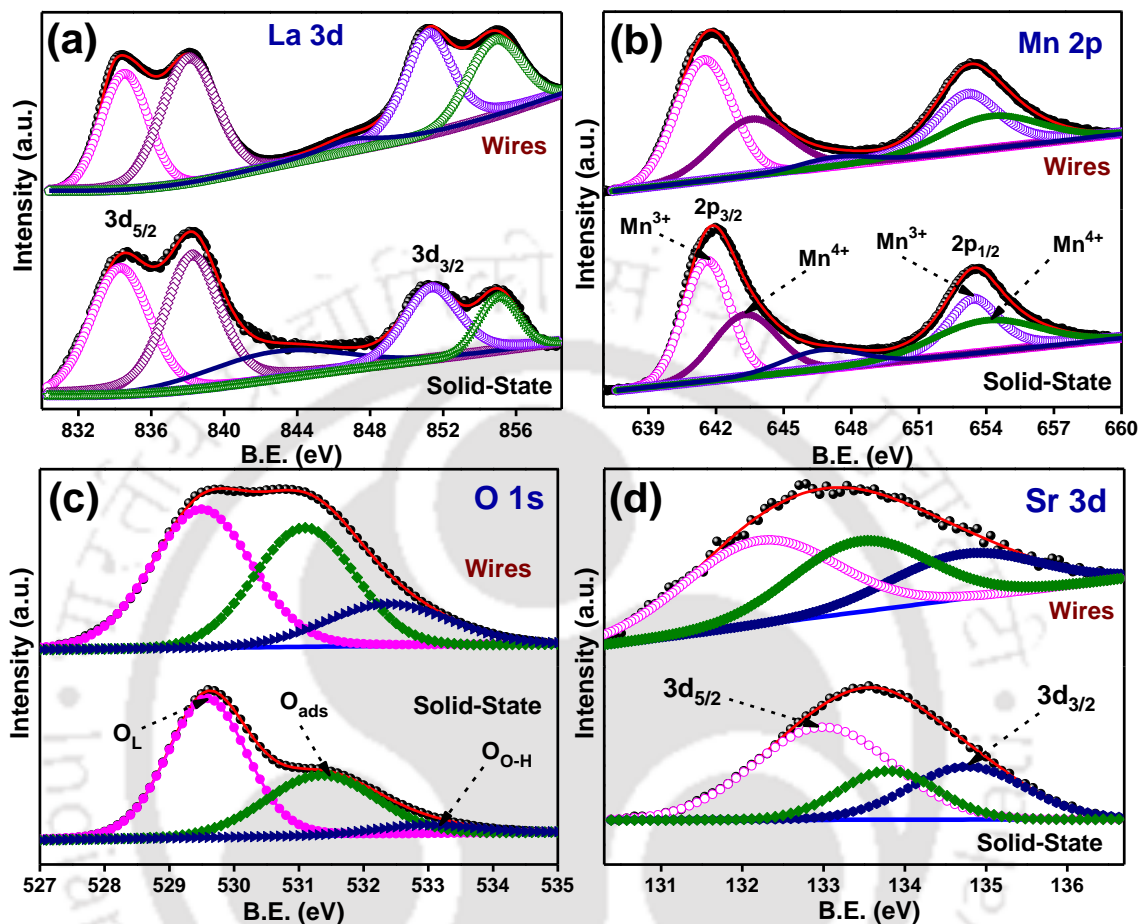 (a)
La 3d
Wires
3d5/2
3d3/2
Solid-State
Intensity (a.u.)
832 836 840 844 848 852 856
B.E. (eV)
(b)
Mn 2p
Wires
Mn3+
2p3/2
Mn4+
Mn3+
2p1/2
Mn4+
Solid-State
Intensity (a.u.)
639 642 645 648 651 654 657 660
B.E. (eV)
(c)
O 1s
Wires
Solid-State
OL
Oads
OO-H
Intensity (a.u.)
527 528 529 530 531 532 533 534 535
B.E. (eV)
(d)
Sr 3d
Wires
3d5/2
3d3/2
Solid-State
Intensity (a.u.)
131 132 133 134 135 136
B.E. (eV)